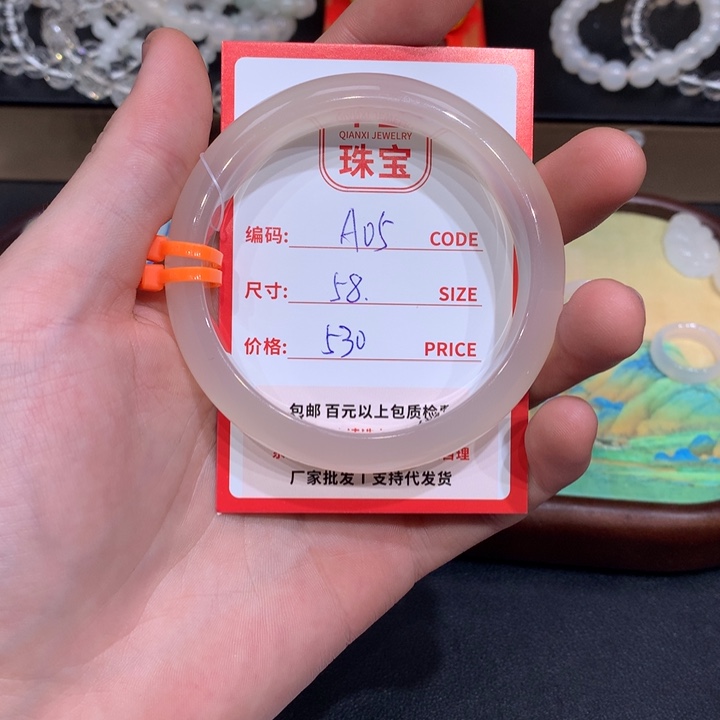 QIANXI JEWELRY
珠宝
编码: A05 CODE
尺寸: 58. SIZE
价格: 530 PRICE
包邮 百元以上包质检
厂家批发 | 支持代发货